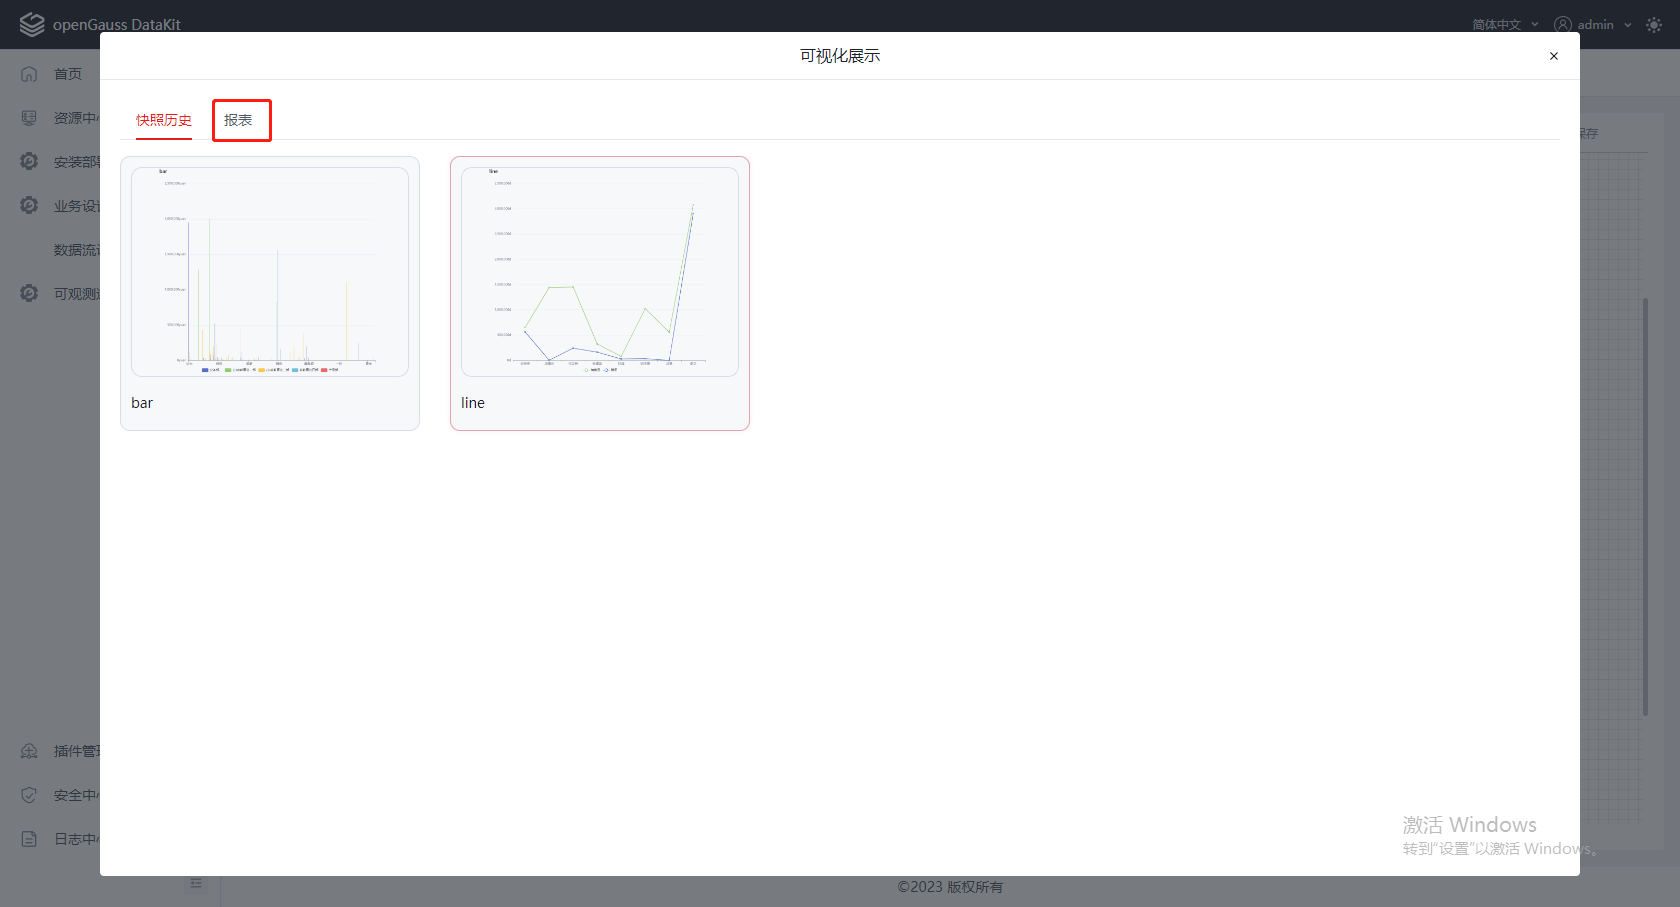 openGauss DataKit
简体中文
admin
可视化展示
首页
资源中
安装部
业务设
数据流
可观测
插件管
安全中
日志中
快照历史
报表
保存
bar
line
bar
line
激活 Windows
转到“设置”以激活 Windows。
©2023 版权所有